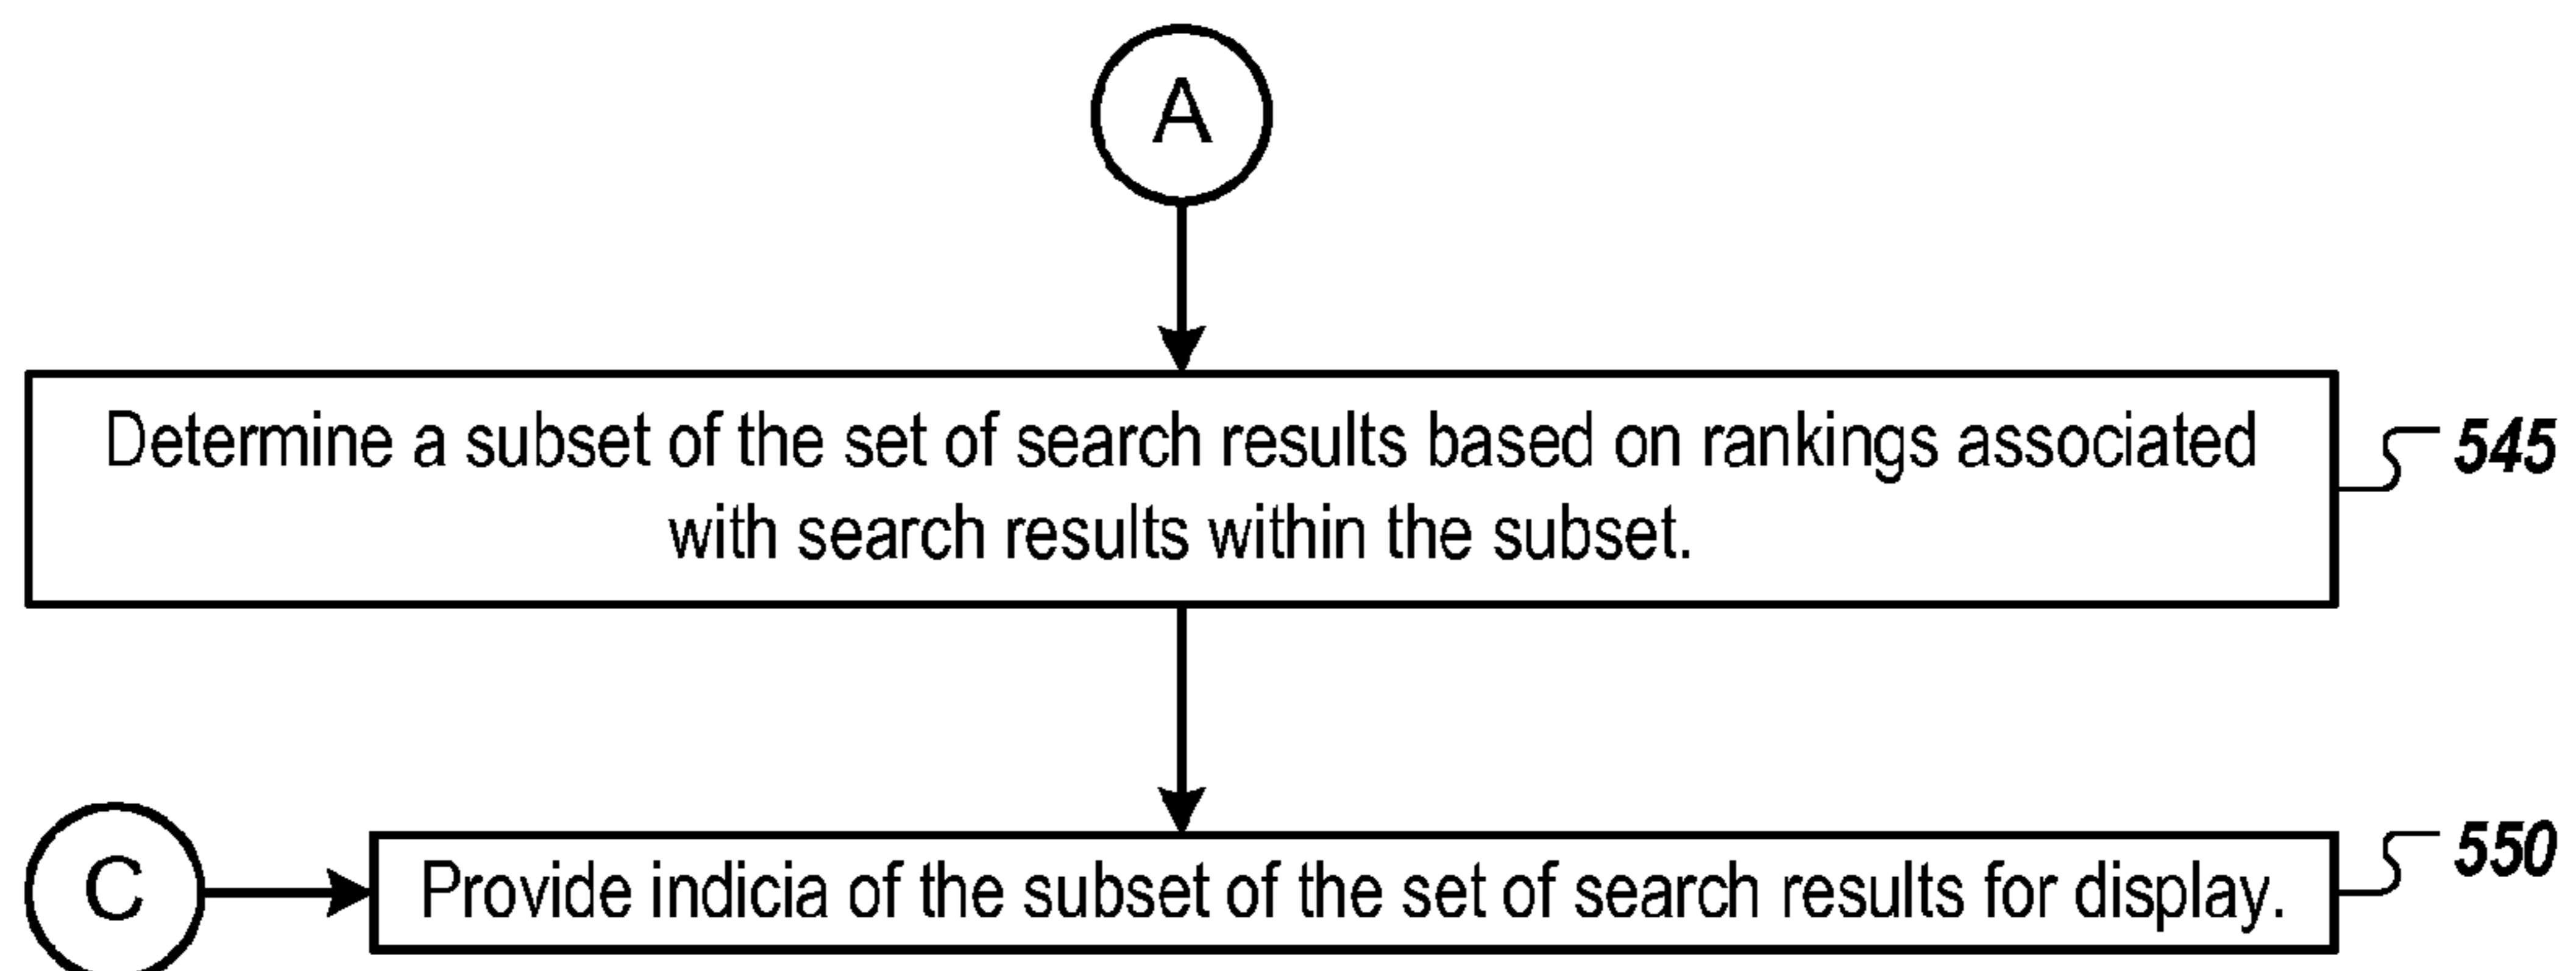 A
Determine a subset of the set of search results based on rankings associated
with search results within the subset.
545
C
Provide indicia of the subset of the set of search results for display.
550